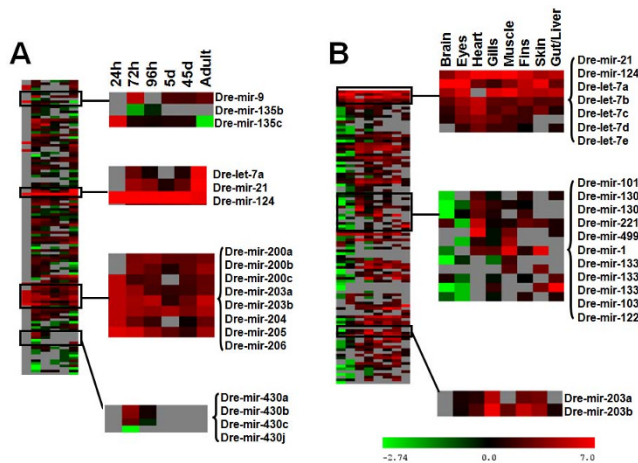 A
24h 72h 96h 5d 45d Adult
Dre-mir-9
Dre-mir-135b
Dre-mir-135c
Dre-let-7a
Dre-mir-21
Dre-mir-124
Dre-mir-200a
Dre-mir-200b
Dre-mir-200c
Dre-mir-203a
Dre-mir-203b
Dre-mir-204
Dre-mir-205
Dre-mir-206
Dre-mir-430a
Dre-mir-430b
Dre-mir-430c
Dre-mir-430j
B
Brain Eyes Heart Gills Muscle Fins Skin Gut/Liver
Dre-mir-21
Dre-mir-124
Dre-let-7a
Dre-let-7b
Dre-let-7c
Dre-let-7d
Dre-mir-7e
Dre-mir-101
Dre-mir-130
Dre-mir-130
Dre-mir-221
Dre-mir-499
Dre-mir-1
Dre-mir-133
Dre-mir-133
Dre-mir-133
Dre-mir-103
Dre-mir-122
Dre-mir-203a
Dre-mir-203b
-2.74 0.0 7.0